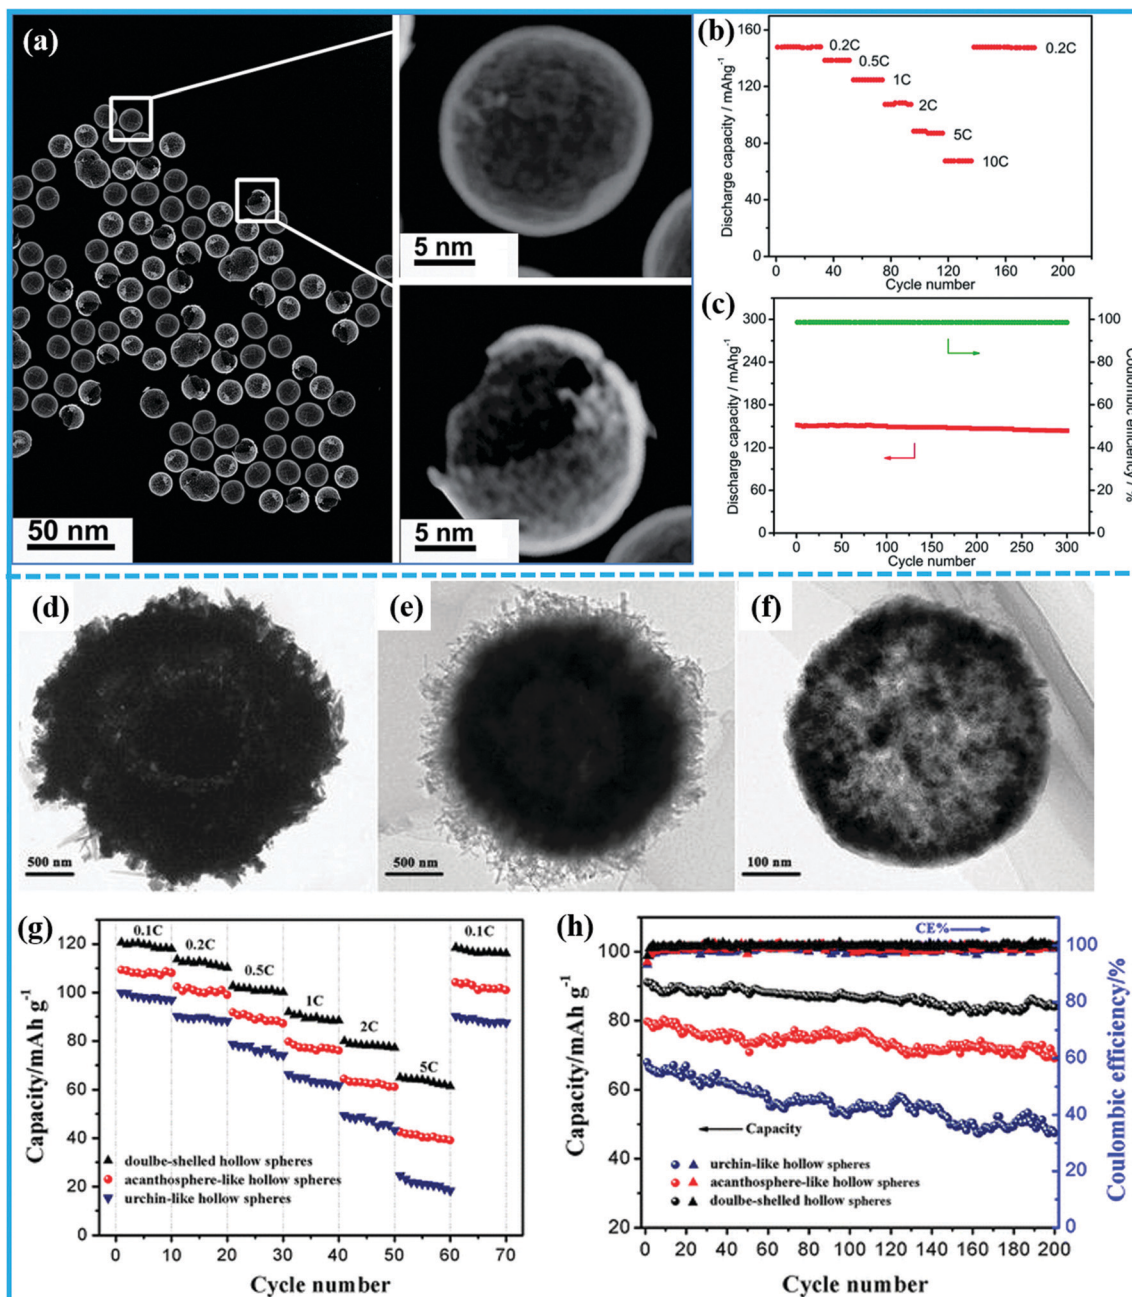 (a)
50 nm
5 nm
5 nm
(b)
Discharge capacity / mAhg-1
160
120
80
40
0
0.2C
0.5C
1C
2C
5C
10C
0.2C
0 40 80 120 160 200
Cycle number
(c)
Discharge capacity / mAhg-1
300
240
180
120
60
0
100
80
60
40
20
0
Coulombic efficiency / %
0 50 100 150 200 250 300
Cycle number
(d)
500 nm
(e)
500 nm
(f)
100 nm
(g)
Capacity/mAh g-1
120
100
80
60
40
20
0
0.1C
0.2C
0.5C
1C
2C
5C
0.1C
doulbe-shelled hollow spheres
acanthosphere-like hollow spheres
urchin-like hollow spheres
0 10 20 30 40 50 60 70
Cycle number
(h)
Capacity/mAh g-1
120
100
80
60
40
20
CE%
Capacity
urchin-like hollow spheres
acanthosphere-like hollow spheres
doulbe-shelled hollow spheres
100
80
60
40
20
0
Coulombic efficiency/%
0 20 40 60 80 100 120 140 160 180 200
Cycle number